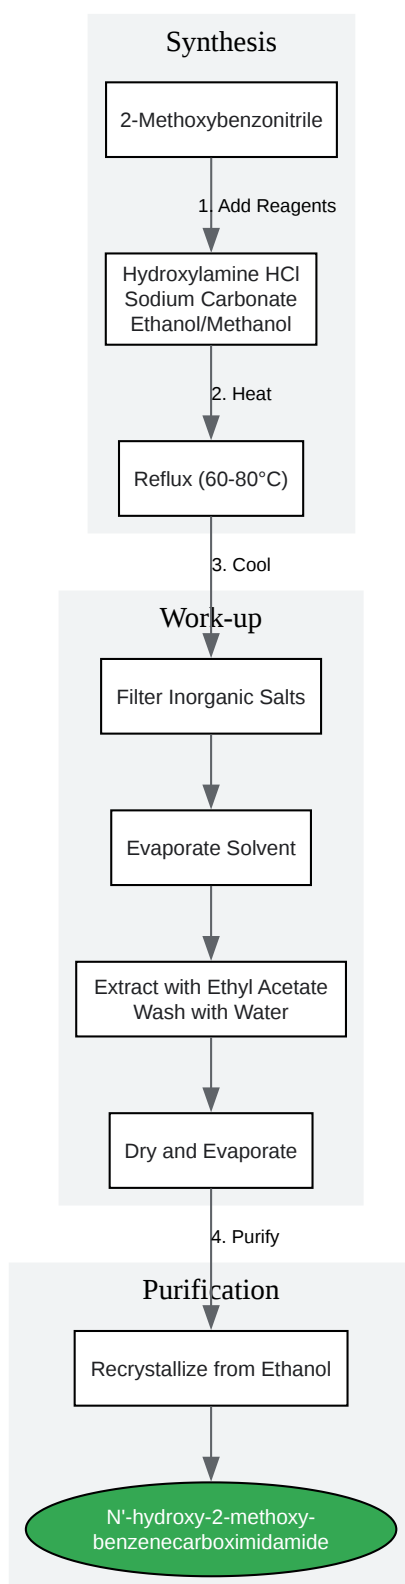 Synthesis
2-Methoxybenzonitrile
1. Add Reagents
Hydroxylamine HCl
Sodium Carbonate
Ethanol/Methanol
2. Heat
Reflux (60-80°C)
3. Cool
Work-up
Filter Inorganic Salts
Evaporate Solvent
Extract with Ethyl Acetate
Wash with Water
Dry and Evaporate
4. Purify
Purification
Recrystallize from Ethanol
N'-hydroxy-2-methoxy-
benzenecarboximidamide